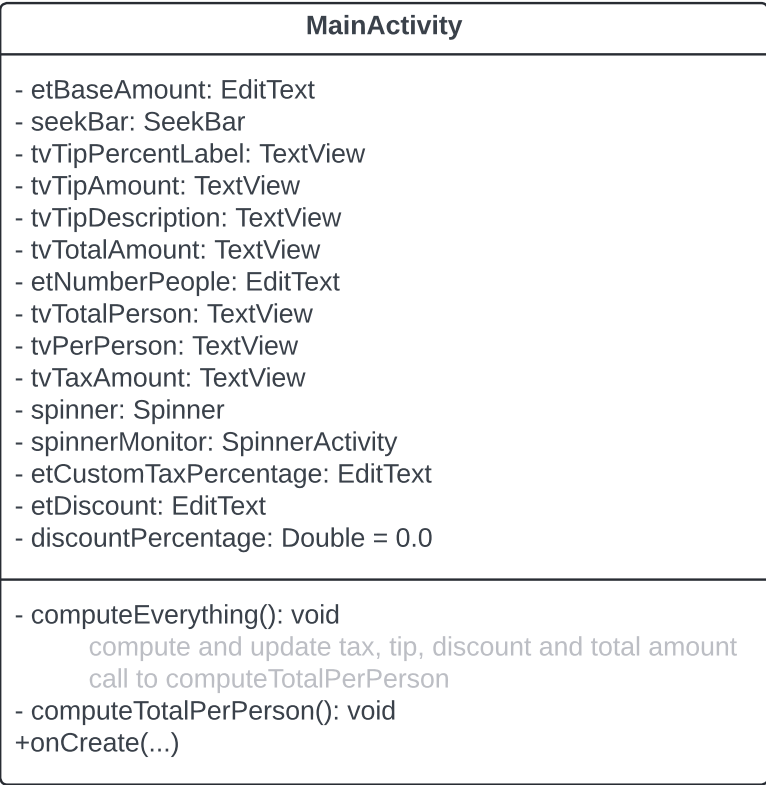 MainActivity
- etBaseAmount: EditText
- seekBar: SeekBar
- tvTipPercentLabel: TextView
- tvTipAmount: TextView
- tvTipDescription: TextView
- tvTotalAmount: TextView
- etNumberPeople: EditText
- tvTotalPerson: TextView
- tvPerPerson: TextView
- tvTaxAmount: TextView
- spinner: Spinner
- spinnerMonitor: SpinnerActivity
- etCustomTaxPercentage: EditText
- etDiscount: EditText
- discountPercentage: Double = 0.0
- computeEverything(): void
compute and update tax, tip, discount and total amount
call to computeTotalPerPerson
- computeTotalPerPerson(): void
+onCreate(...)